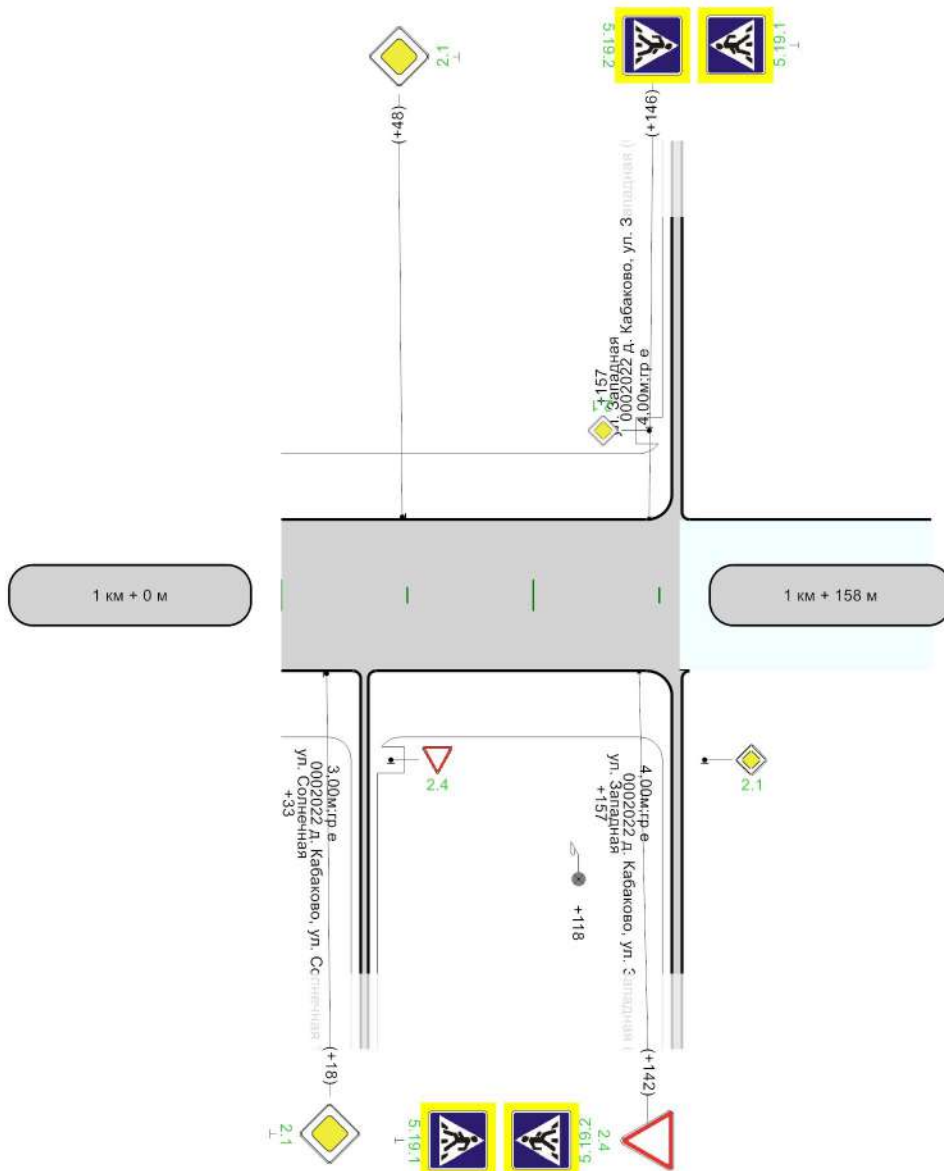 2.1
5.19.2
5.19.1
(+48)
(+146)
4,00м;гр е
0002022 д. Кабаково, ул. Западная (
ул. Западная
+157
1 км + 0 м
1 км + 158 м
2.4
2.1
3,00м;гр е
0002022 д. Кабаково, ул. Солнечная (
ул. Солнечная
+33
4,00м;гр е
0002022 д. Кабаково, ул. Западная (
ул. Западная
+157
+118
(+18)
(+142)
2.1
5.19.1
5.19.2
2.4